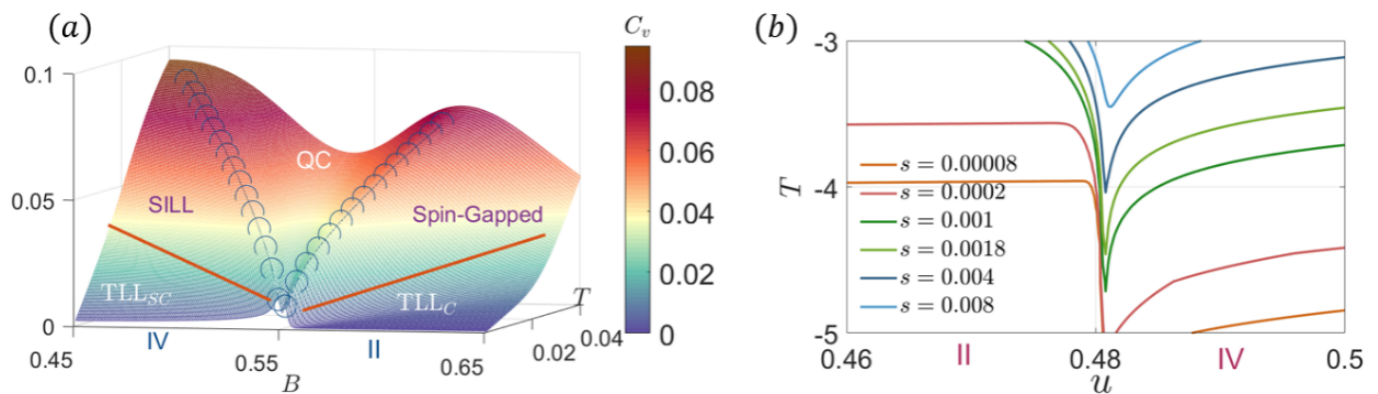 (a)
C_v
0.1
0.05
0
0.08
0.06
0.04
0.02
0
QC
SILL
Spin-Gapped
TLL_SC
TLL_C
T
0.04
0.02
IV
II
0.45
0.55
0.65
B
(b)
-3
-4
-5
T
s = 0.00008
s = 0.0002
s = 0.001
s = 0.0018
s = 0.004
s = 0.008
0.46
II
0.48
IV
0.5
u